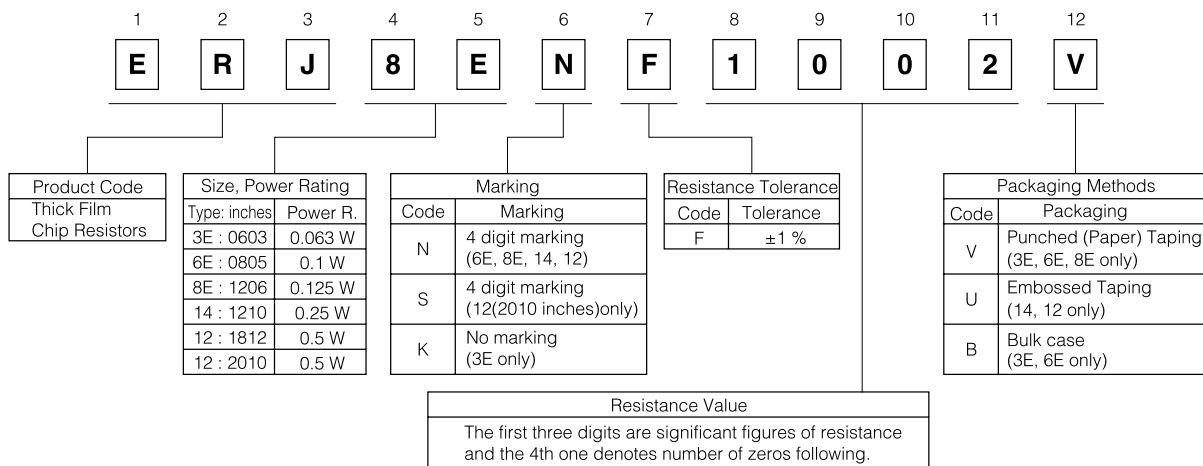 1 2 3 4 5 6 7 8 9 10 11 12
E R J 8 E N F 1 0 0 2 V
Product Code
Thick Film
Chip Resistors
Size, Power Rating
Type: inches Power R.
3E : 0603 0.063 W
6E : 0805 0.1 W
8E : 1206 0.125 W
14 : 1210 0.25 W
12 : 1812 0.5 W
12 : 2010 0.5 W
Marking
Code Marking
N 4 digit marking
(6E, 8E, 14, 12)
S 4 digit marking
(12(2010 inches)only)
K No marking
(3E only)
Resistance Tolerance
Code Tolerance
F ±1 %
Packaging Methods
Code Packaging
V Punched (Paper) Taping
(3E, 6E, 8E only)
U Embossed Taping
(14, 12 only)
B Bulk case
(3E, 6E only)
Resistance Value
The first three digits are significant figures of resistance
and the 4th one denotes number of zeros following.